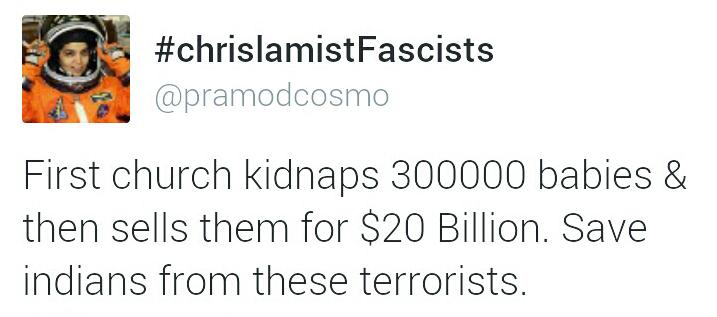 #chrislamistFascists
@pramodcosmo
First church kidnaps 300000 babies &
then sells them for $20 Billion. Save
indians from these terrorists.